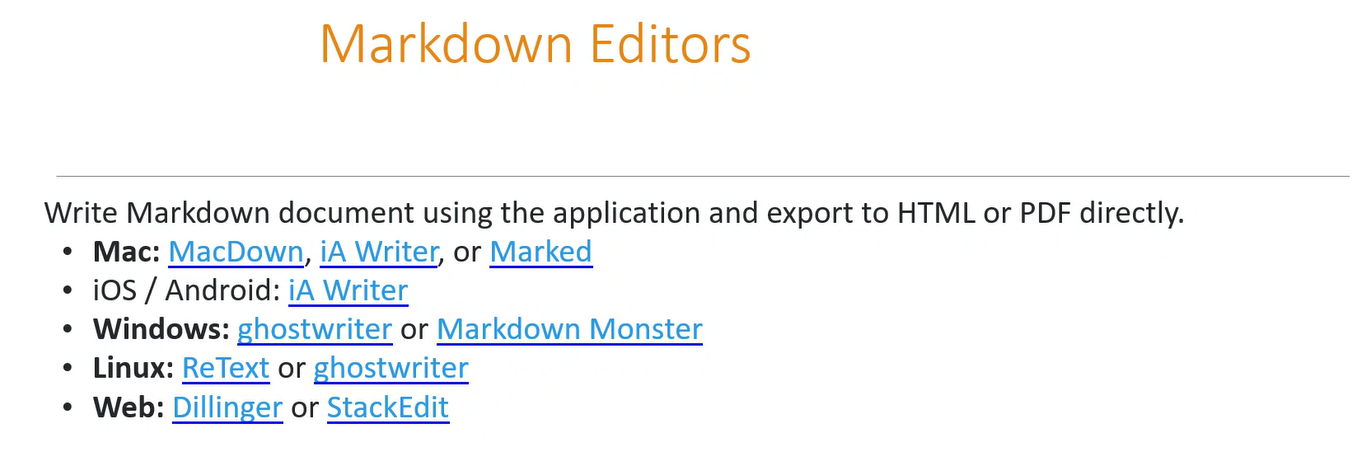 Markdown Editors
Write Markdown document using the application and export to HTML or PDF directly.
• Mac: MacDown, iA Writer, or Marked
• iOS / Android: iA Writer
• Windows: ghostwriter or Markdown Monster
• Linux: ReText or ghostwriter
• Web: Dillinger or StackEdit